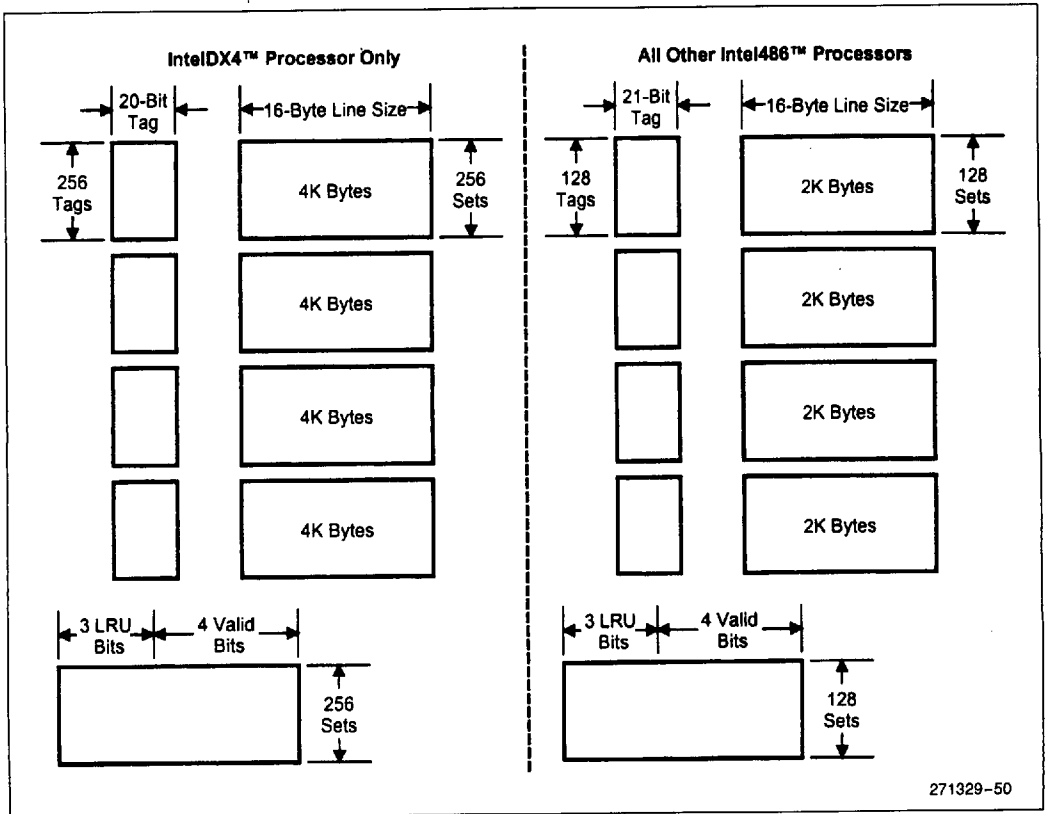 IntelDX4™ Processor Only
20-Bit
Tag
16-Byte Line Size
256
Tags
4K Bytes
256
Sets
4K Bytes
4K Bytes
4K Bytes
3 LRU
Bits
4 Valid
Bits
256
Sets
All Other Intel486™ Processors
21-Bit
Tag
16-Byte Line Size
128
Tags
2K Bytes
128
Sets
2K Bytes
2K Bytes
2K Bytes
3 LRU
Bits
4 Valid
Bits
128
Sets
271329-50